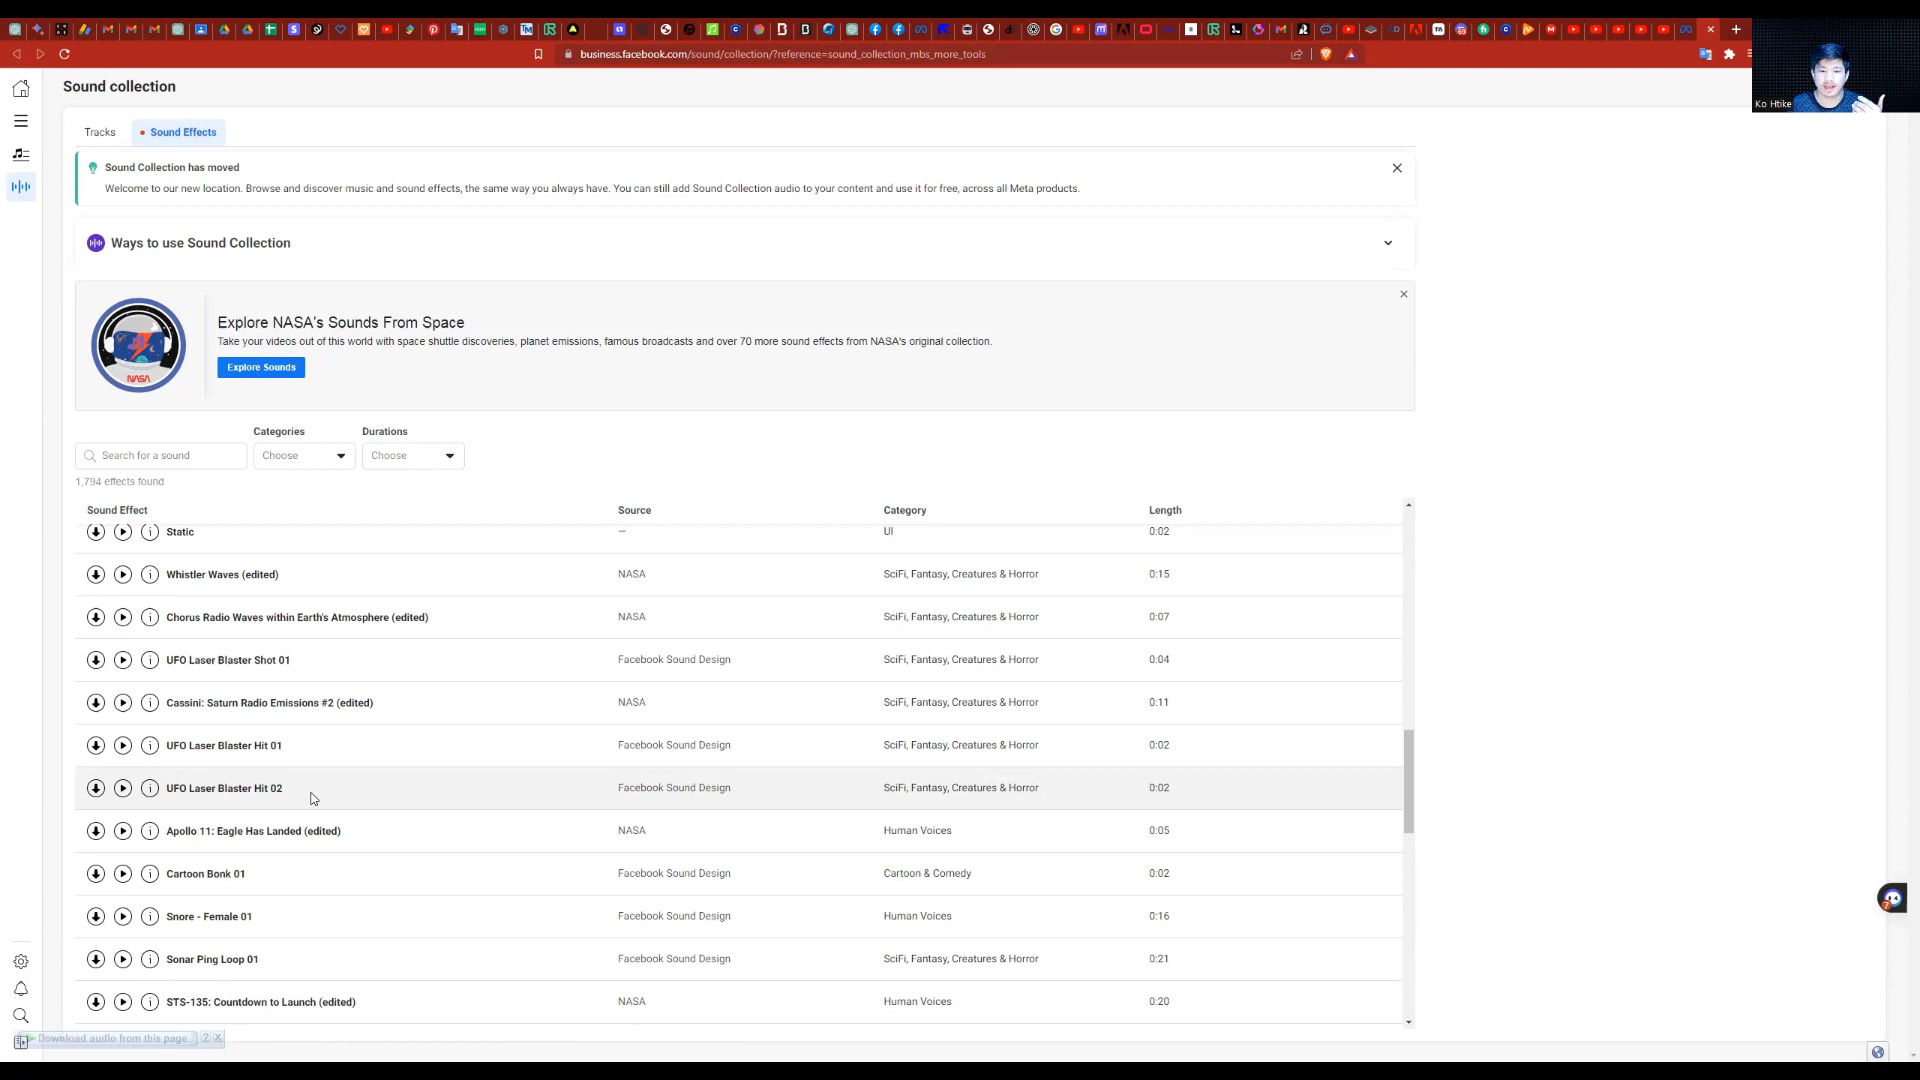 business.facebook.com/sound/collection/?reference=sound_collection_mbs_more_tools
Ko Htike
Sound collection
Tracks
Sound Effects
Sound Collection has moved
Welcome to our new location. Browse and discover music and sound effects, the same way you always have. You can still add Sound Collection audio to your content and use it for free, across all Meta products.
Ways to use Sound Collection
NASA
Explore NASA's Sounds From Space
Take your videos out of this world with space shuttle discoveries, planet emissions, famous broadcasts and over 70 more sound effects from NASA's original collection.
Explore Sounds
Categories Durations
Search for a sound Choose Choose
1,794 effects found
Sound Effect Source Category Length
Static — UI 0:02
Whistler Waves (edited) NASA SciFi, Fantasy, Creatures & Horror 0:15
Chorus Radio Waves within Earth's Atmosphere (edited) NASA SciFi, Fantasy, Creatures & Horror 0:07
UFO Laser Blaster Shot 01 Facebook Sound Design SciFi, Fantasy, Creatures & Horror 0:04
Cassini: Saturn Radio Emissions #2 (edited) NASA SciFi, Fantasy, Creatures & Horror 0:11
UFO Laser Blaster Hit 01 Facebook Sound Design SciFi, Fantasy, Creatures & Horror 0:02
UFO Laser Blaster Hit 02 Facebook Sound Design SciFi, Fantasy, Creatures & Horror 0:02
Apollo 11: Eagle Has Landed (edited) NASA Human Voices 0:05
Cartoon Bonk 01 Facebook Sound Design Cartoon & Comedy 0:02
Snore - Female 01 Facebook Sound Design Human Voices 0:16
Sonar Ping Loop 01 Facebook Sound Design SciFi, Fantasy, Creatures & Horror 0:21
STS-135: Countdown to Launch (edited) NASA Human Voices 0:20
Download audio from this page ? X
7